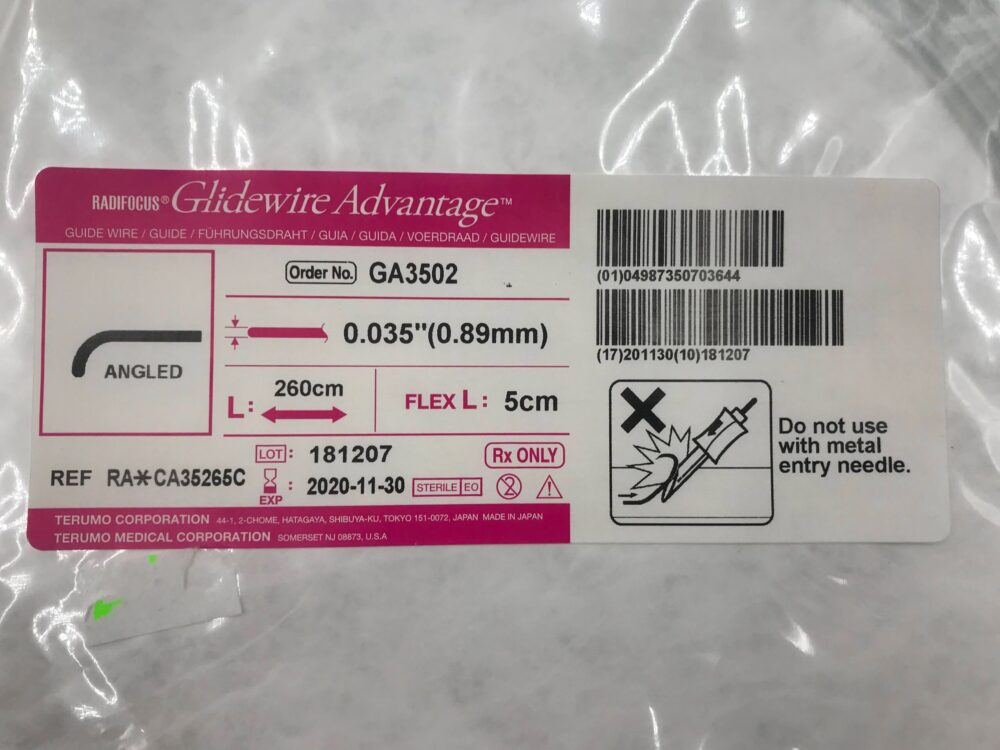 RADIFOCUS® Glidewire Advantage™
GUIDE WIRE / GUIDE / FÜHRUNGSDRAHT / GUIA / GUIDA / VOERDRAAD / GUIDEWIRE
ANGLED
Order No. GA3502
0.035"(0.89mm)
L: 260cm
FLEX L: 5cm
REF RA*CA35265C
LOT : 181207
Rx ONLY
EXP : 2020-11-30 STERILE EO 2
TERUMO CORPORATION 44-1, 2-CHOME, HATAGAYA, SHIBUYA-KU, TOKYO 151-0072, JAPAN MADE IN JAPAN
TERUMO MEDICAL CORPORATION SOMERSET NJ 08873, U.S.A
(01)04987350703644
(17)201130(10)181207
Do not use
with metal
entry needle.